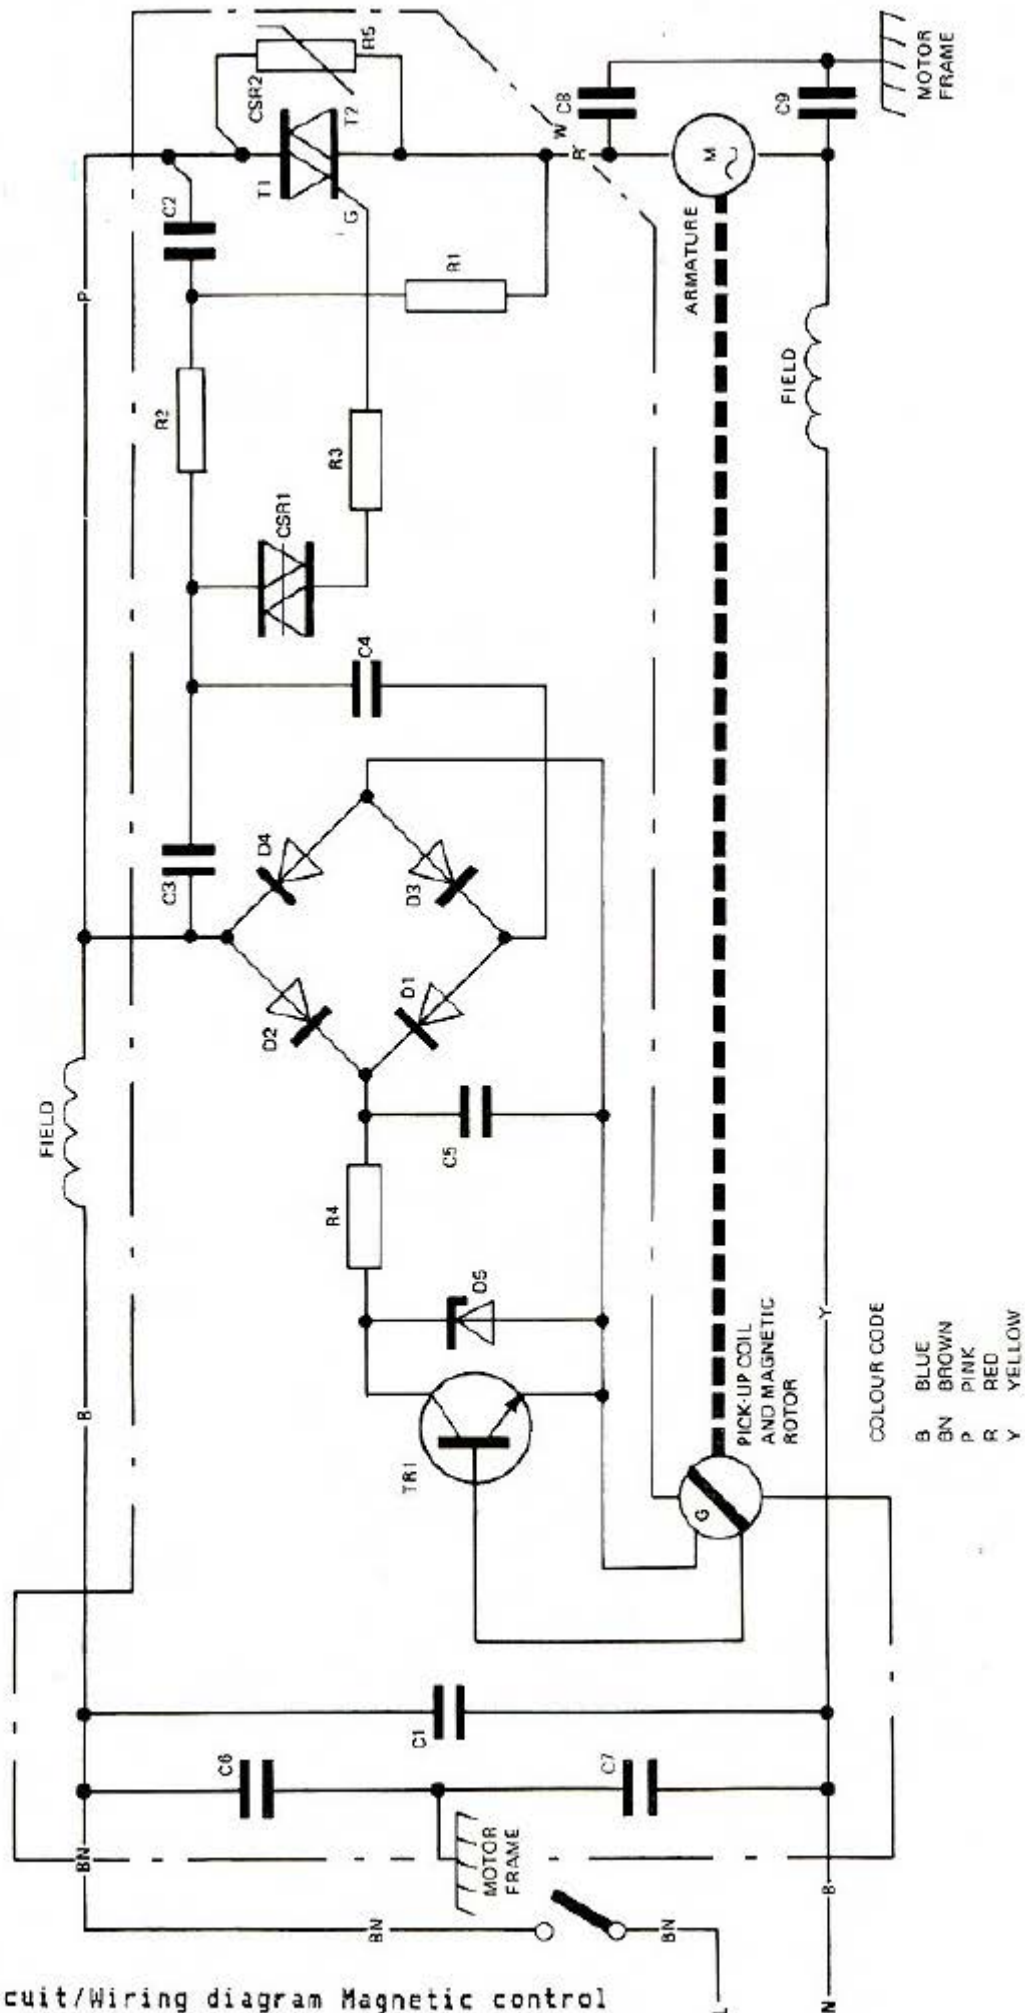 MOTOR
FRAME
R5
CSR2
T2
T1
G
C2
C8
C9
W
R
M
P
R1
ARMATURE
R2
R3
FIELD
CSR1
C4
C3
D4
D3
D2
D1
FIELD
C5
R4
D5
TR1
B
Y
PICK-UP COIL
AND MAGNETIC
ROTOR
G
COLOUR CODE
B BLUE
BN BROWN
P PINK
R RED
Y YELLOW
C1
C6
C7
BN
MOTOR
FRAME
BN
BN
B
L
N
cuit/Wiring diagram Magnetic control